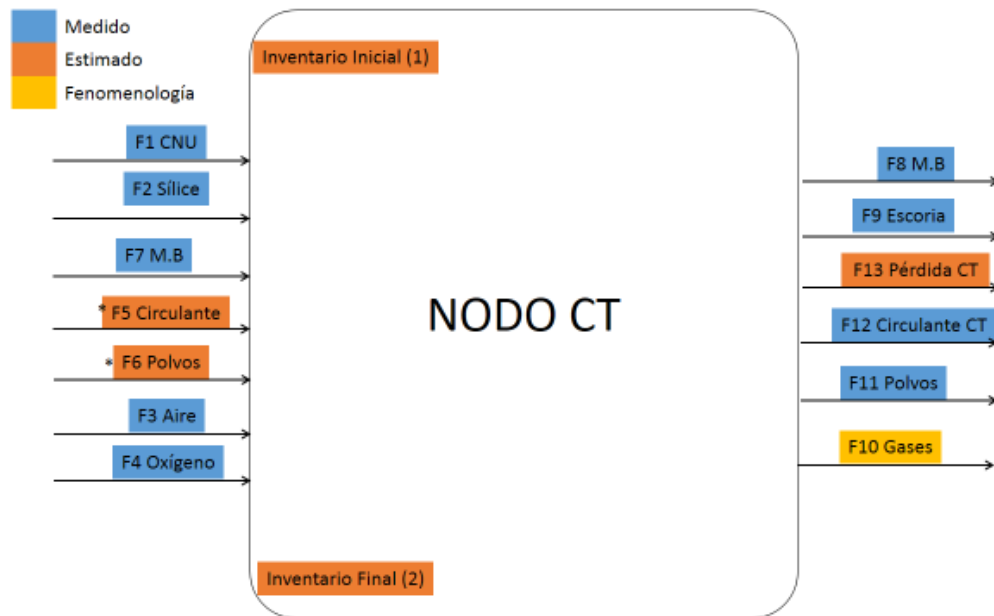 Medido
Estimado
Fenomenología
Inventario Inicial (1)
F1 CNU
F2 Sílice
F7 M.B
* F5 Circulante
* F6 Polvos
F3 Aire
F4 Oxígeno
NODO CT
F8 M.B
F9 Escoria
F13 Pérdida CT
F12 Circulante CT
F11 Polvos
F10 Gases
Inventario Final (2)